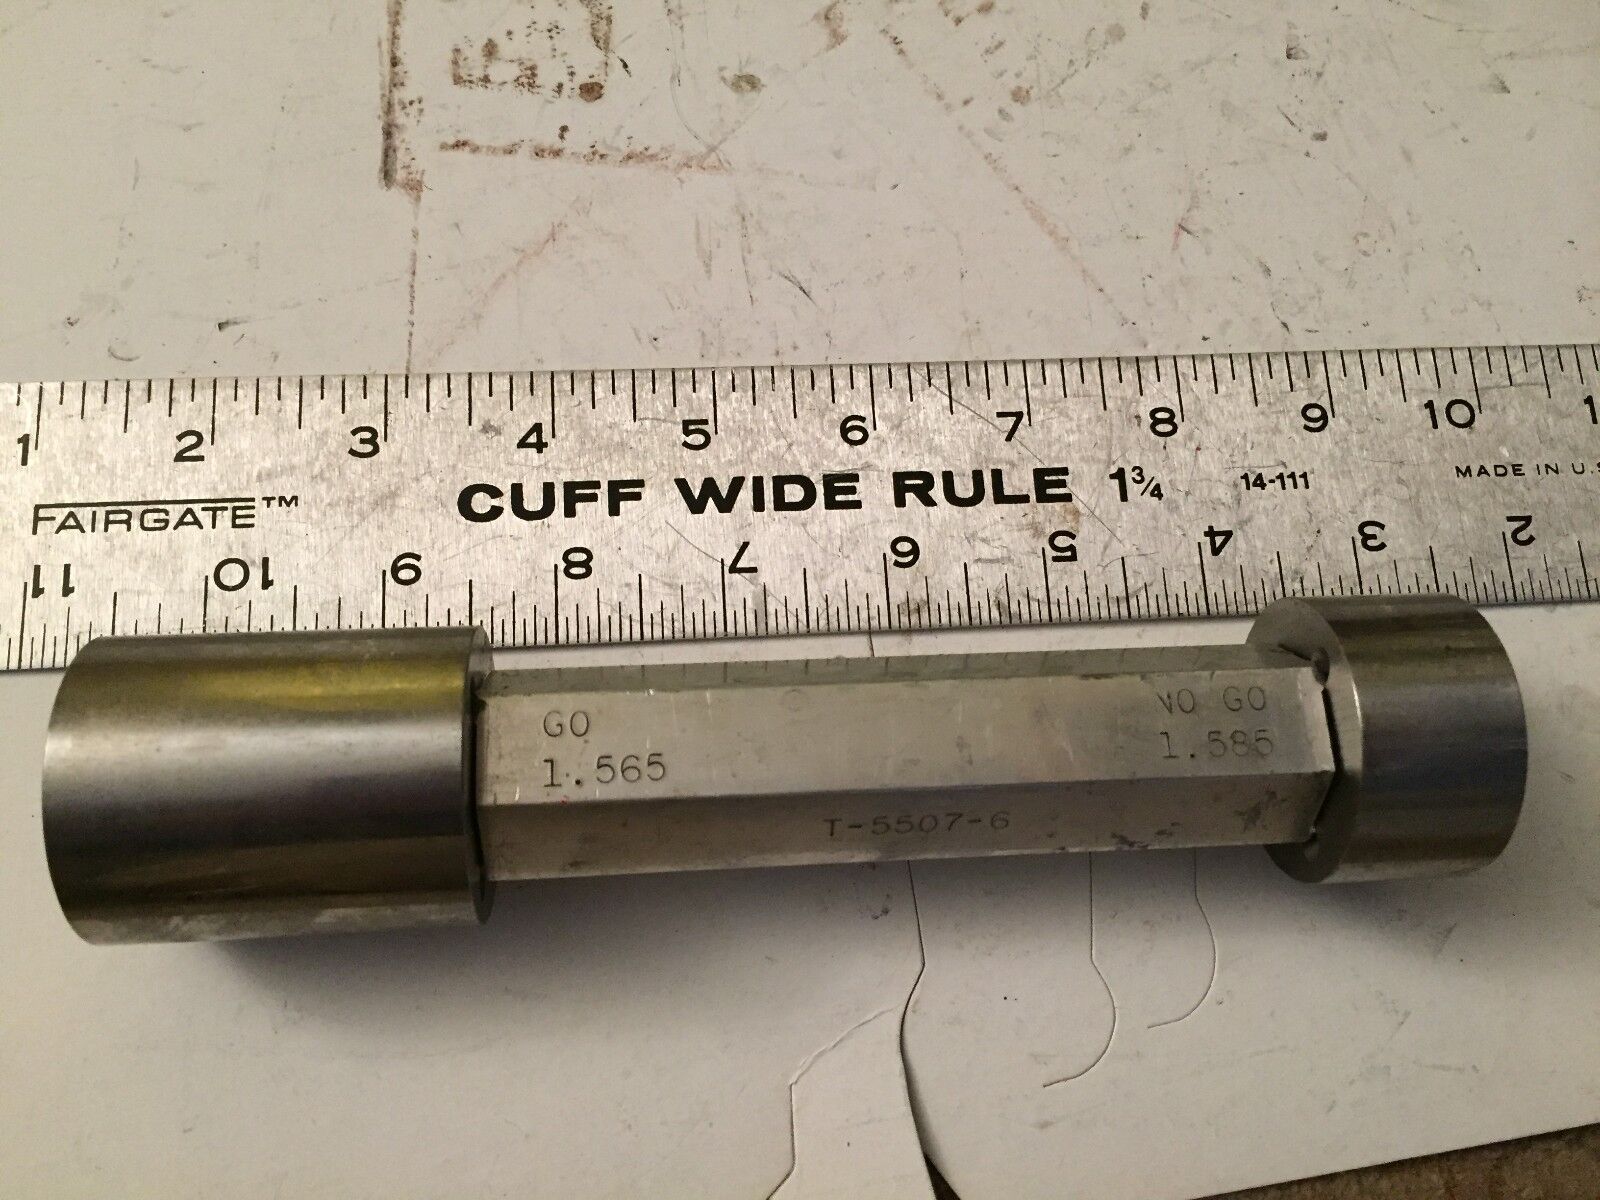 1 2 3 4 5 6 7 8 9 10
CUFF WIDE RULE 1¾ 14-111 MADE IN U.S
FAIRGATE™
11 10 9 8 7 6 5 4 3 2
GO
1.565
NO GO
1.585
T-5507-6